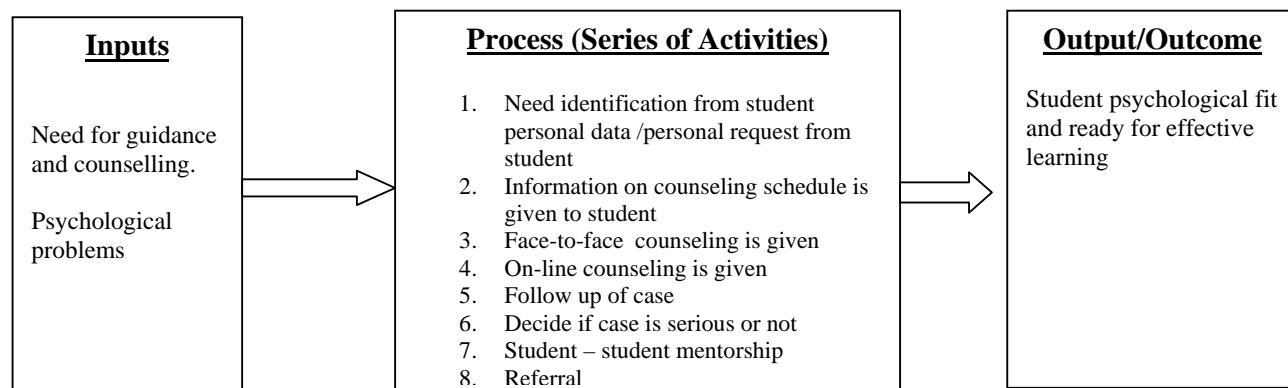 Inputs
Need for guidance
and counselling.
Psychological
problems
Process (Series of Activities)
1. Need identification from student
personal data /personal request from
student
2. Information on counseling schedule is
given to student
3. Face-to-face counseling is given
4. On-line counseling is given
5. Follow up of case
6. Decide if case is serious or not
7. Student – student mentorship
8. Referral
Output/Outcome
Student psychological fit
and ready for effective
learning